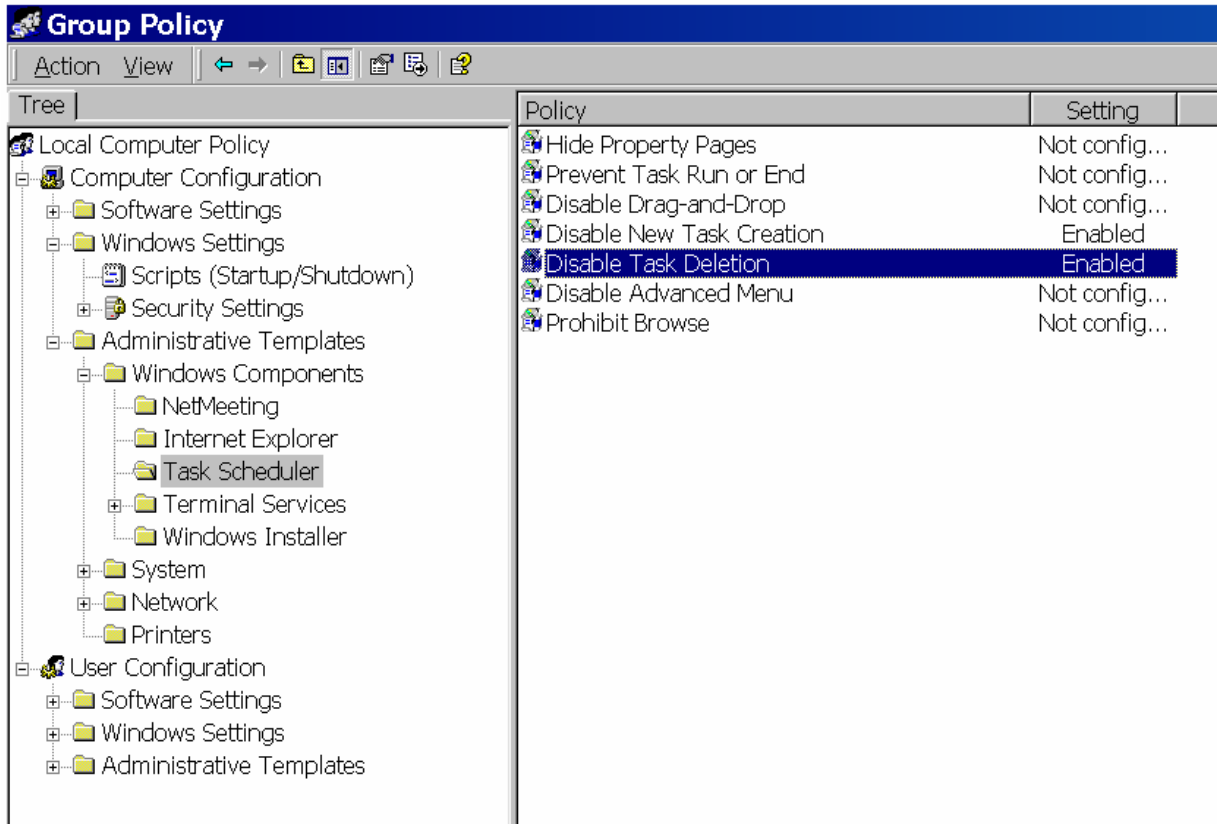 Group Policy
Action View
Tree
Local Computer Policy
Computer Configuration
Software Settings
Windows Settings
Scripts (Startup/Shutdown)
Security Settings
Administrative Templates
Windows Components
NetMeeting
Internet Explorer
Task Scheduler
Terminal Services
Windows Installer
System
Network
Printers
User Configuration
Software Settings
Windows Settings
Administrative Templates
Policy Setting
Hide Property Pages Not config...
Prevent Task Run or End Not config...
Disable Drag-and-Drop Not config...
Disable New Task Creation Enabled
Disable Task Deletion Enabled
Disable Advanced Menu Not config...
Prohibit Browse Not config...